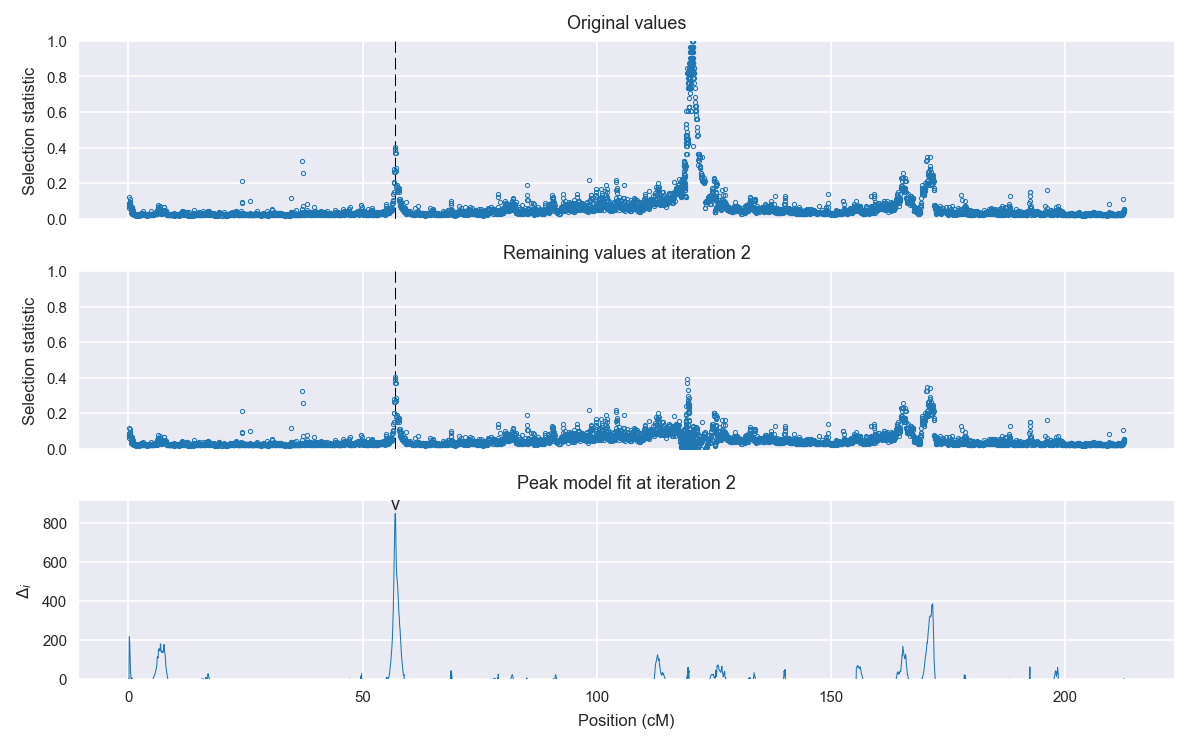 Original values
1.0
0.8
0.6
0.4
0.2
0.0
Selection statistic
Remaining values at iteration 2
1.0
0.8
0.6
0.4
0.2
0.0
Selection statistic
Peak model fit at iteration 2
v
800
600
400
200
0
Δi
0 50 100 150 200
Position (cM)